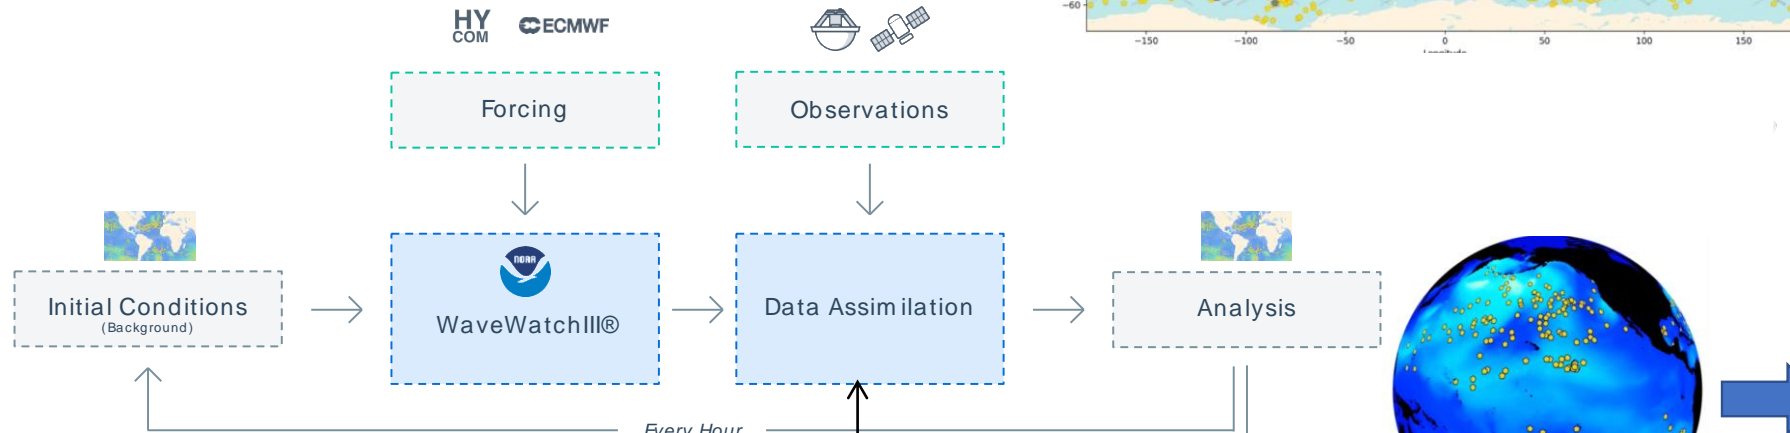 HY
COM
ECMWF
−60
−150
−100
−50
0
50
100
150
Longitude
Forcing
Observations
Initial Conditions
(Background)
NOAA
WaveWatchIII®
Data Assimilation
Analysis
Every Hour